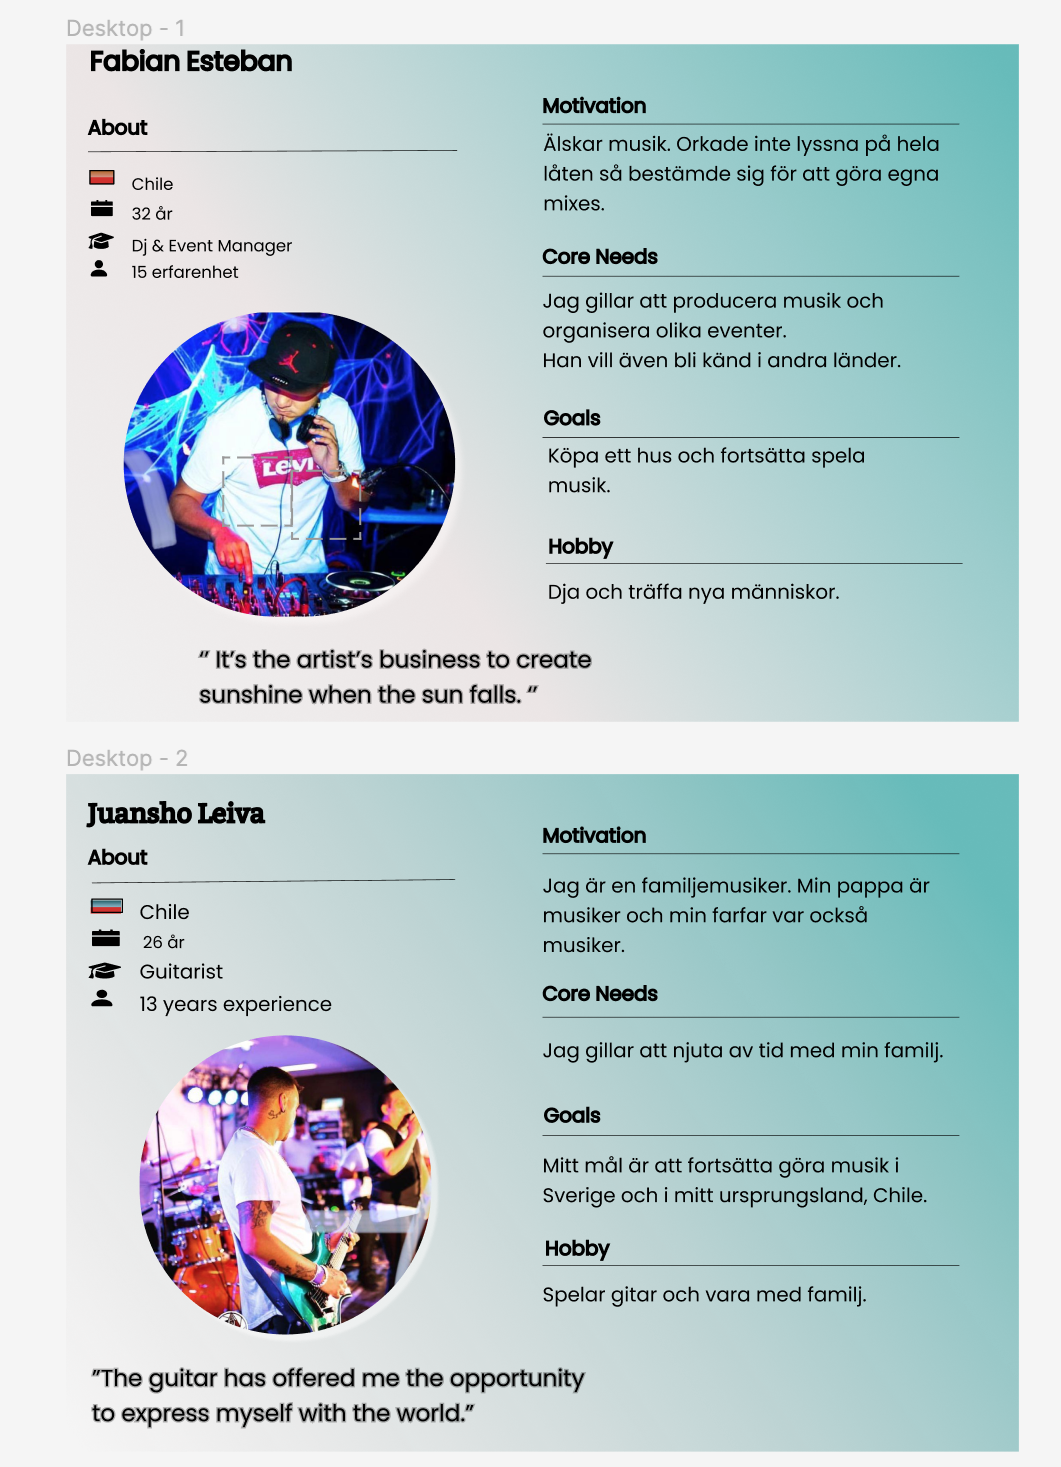 Desktop - 1
Fabian Esteban
About
Chile
32 år
Dj & Event Manager
15 erfarenhet
Levi
“ It’s the artist’s business to create
sunshine when the sun falls. ”
Motivation
Älskar musik. Orkade inte lyssna på hela
låten så bestämde sig för att göra egna
mixes.
Core Needs
Jag gillar att producera musik och
organisera olika eventer.
Han vill även bli känd i andra länder.
Goals
Köpa ett hus och fortsätta spela
musik.
Hobby
Dja och träffa nya människor.
Desktop - 2
Juansho Leiva
About
Chile
26 år
Guitarist
13 years experience
”The guitar has offered me the opportunity
to express myself with the world.”
Motivation
Jag är en familjemusiker. Min pappa är
musiker och min farfar var också
musiker.
Core Needs
Jag gillar att njuta av tid med min familj.
Goals
Mitt mål är att fortsätta göra musik i
Sverige och i mitt ursprungsland, Chile.
Hobby
Spelar gitar och vara med familj.